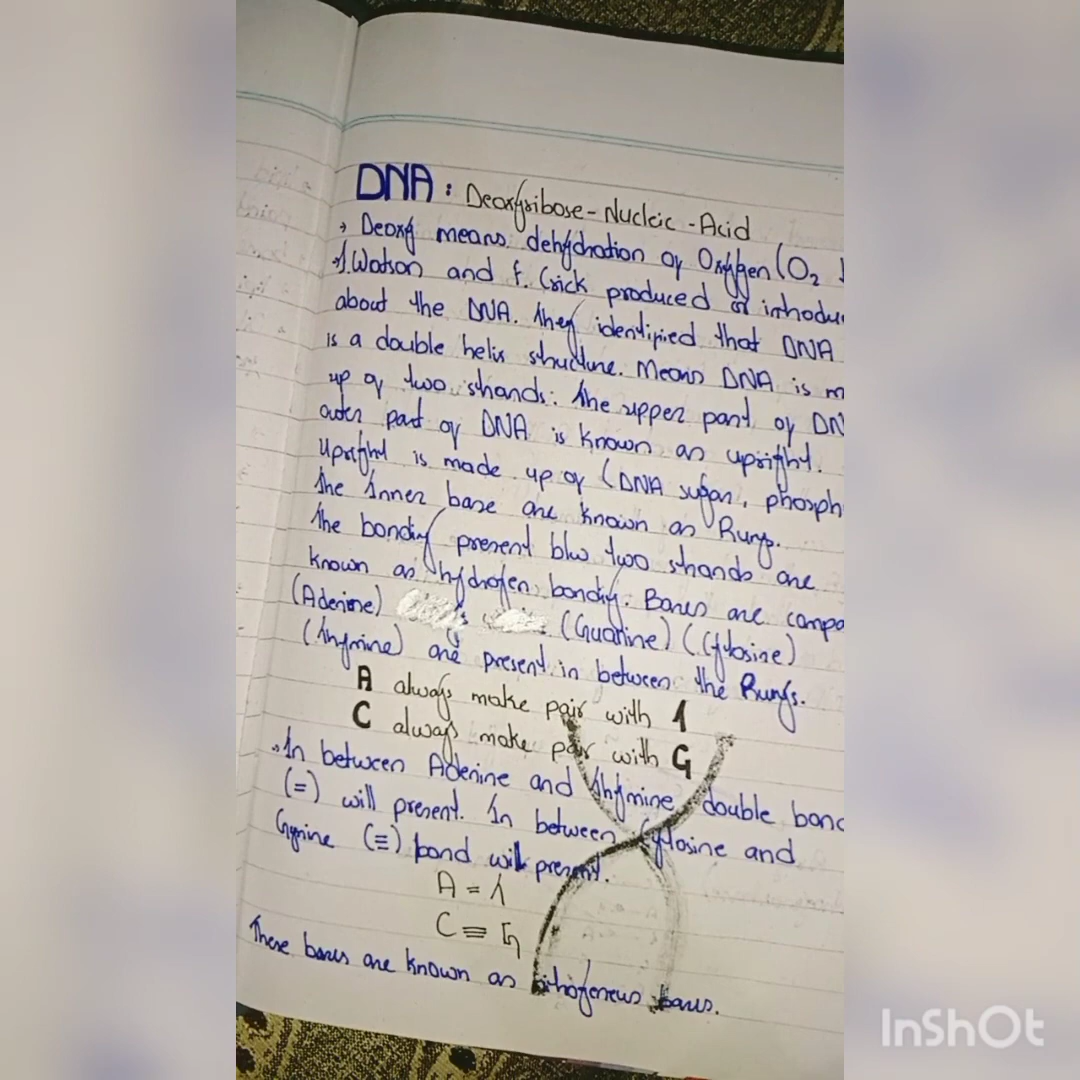 DNA : Deoxyribose - Nucleic - Acid
→ Deoxy means dehydration of Oxygen (O2
→ J. Watson and F. Crick produced or introdu
about the DNA. They identified that DNA
is a double helix structure. Means DNA is m
up of two strands. The upper part of DN
outer part of DNA is known as upright.
Upright is made up of (DNA sugar, phosph
The Inner base are known as Rungs.
The bonding present b/w two strands are
known as hydrogen bonding. Bases are compo
(Adenine) (Guanine) (Cytosine)
(Thymine) are present in between the Rungs.
A always make pair with T
C always make pair with G
→ In between Adenine and Thymine double bond
(=) will present. In between Cytosine and
(≡) bond will present.
A = T
C ≡ G
These bases are known as nitrogeneus bases.
InShOt